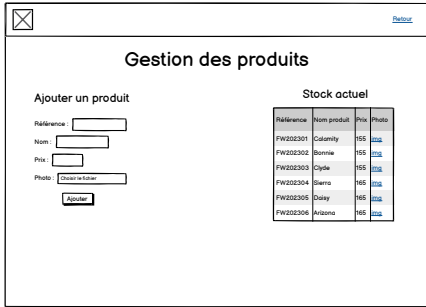 Retour
Gestion des produits
Ajouter un produit
Référence :
Nom :
Prix :
Photo : Choisir le fichier
Ajouter
Stock actuel
Référence Nom produit Prix Photo
FW202301 Calamity 155 img
FW202302 Bonnie 155 img
FW202303 Clyde 155 img
FW202304 Sierra 165 img
FW202305 Daisy 165 img
FW202306 Arizona 165 img